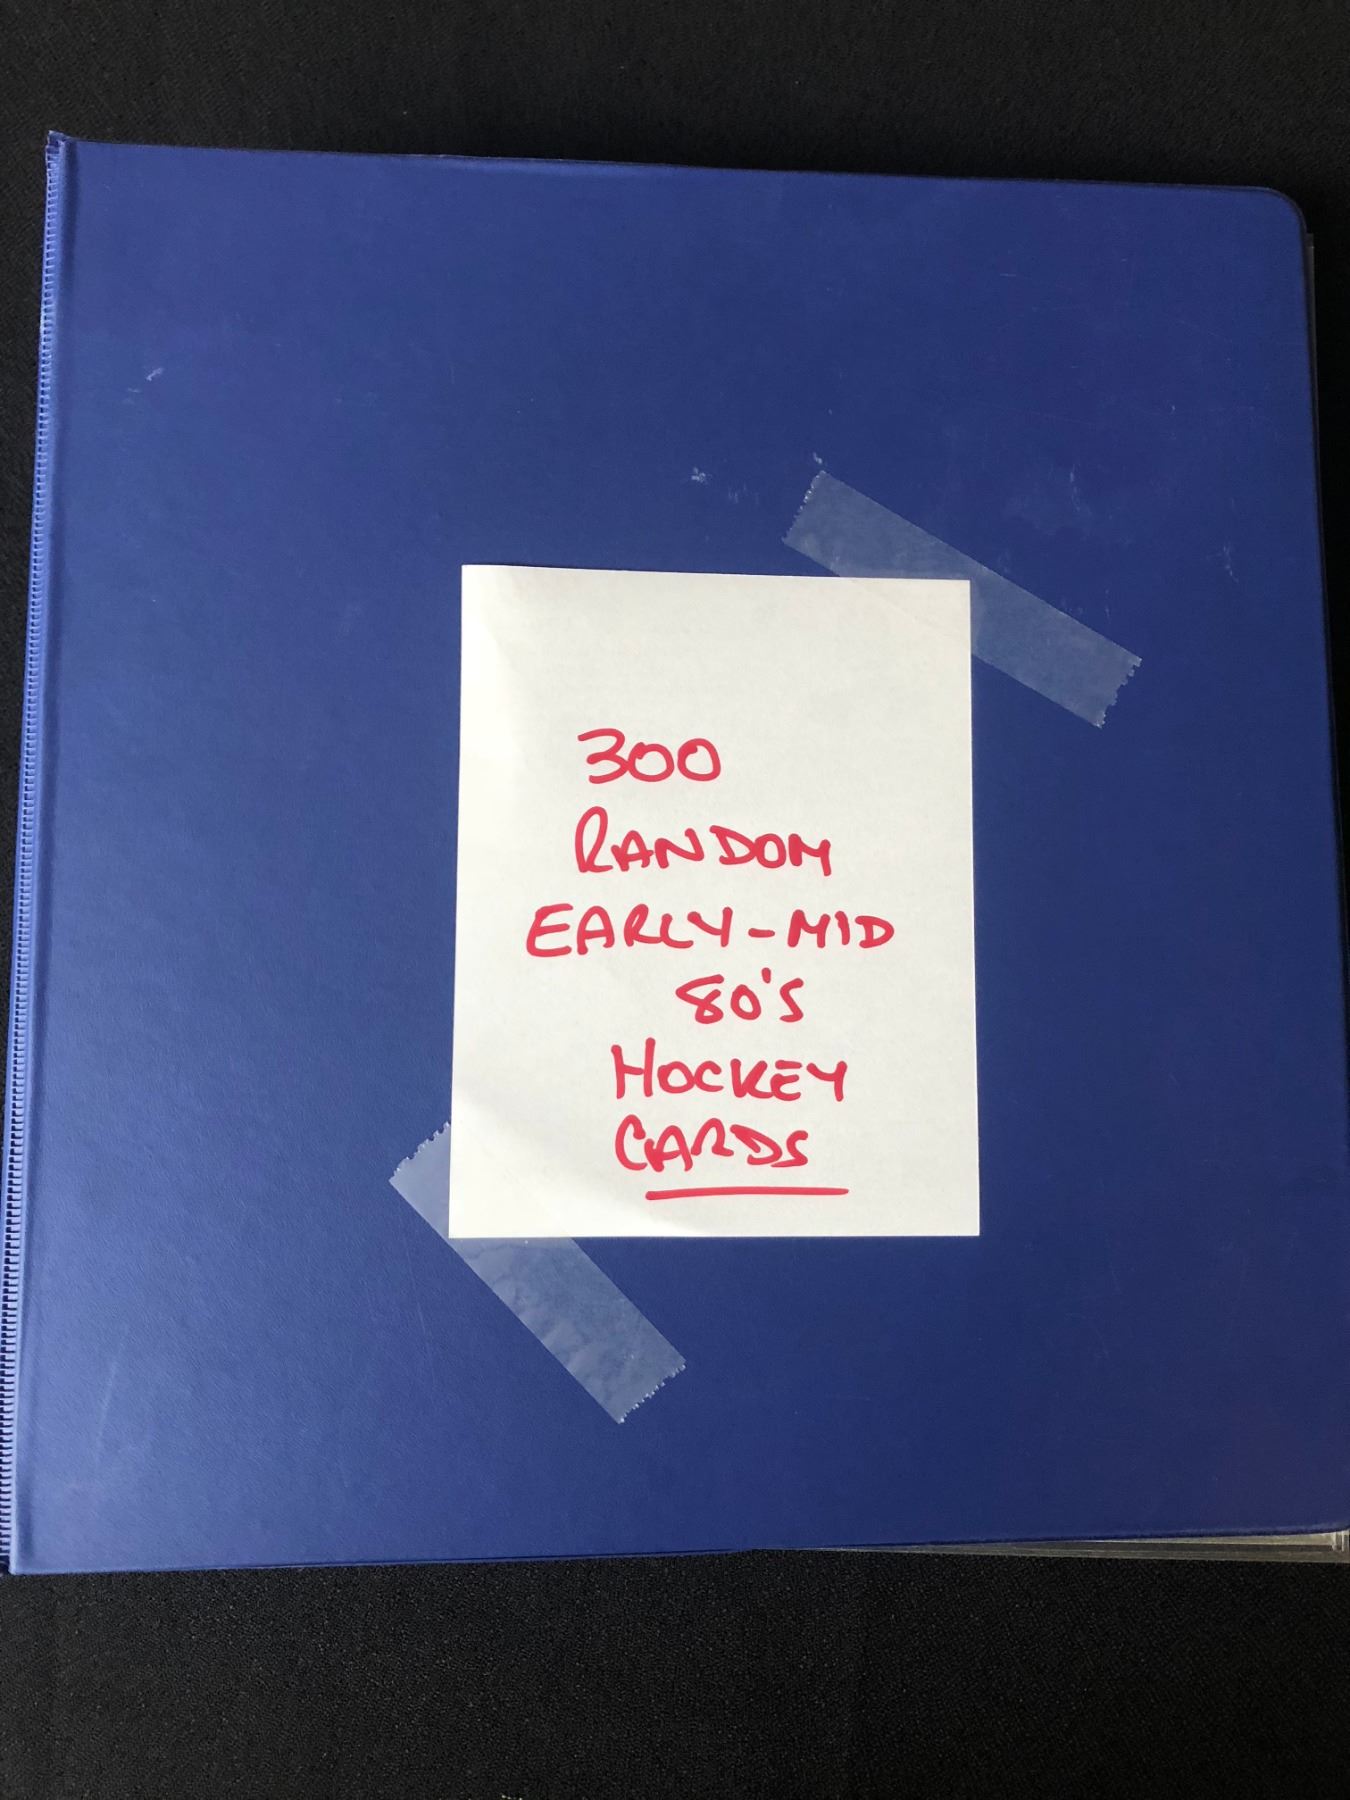 300
RANDOM
EARLY-MID
80'S
HOCKEY
CARDS